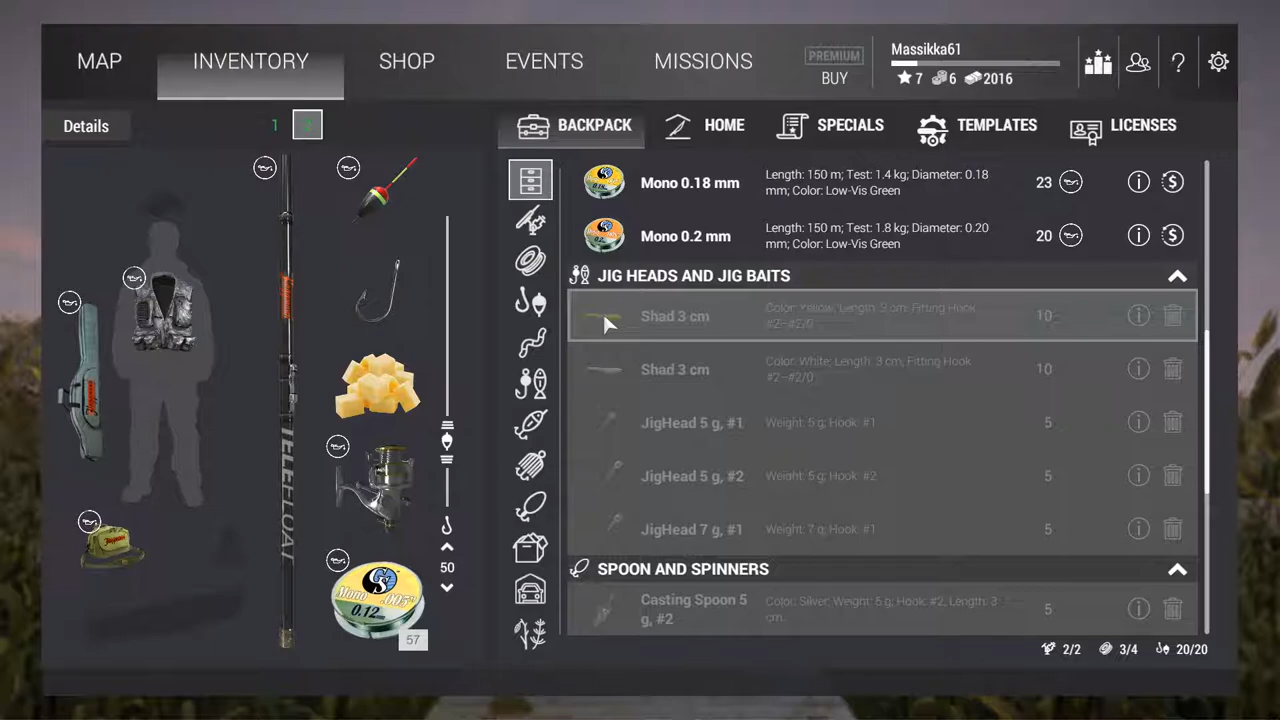 MAP
INVENTORY
SHOP
EVENTS
MISSIONS
PREMIUM
BUY
Massikka61
7 6 2016
Details
1
2
BACKPACK
HOME
SPECIALS
TEMPLATES
LICENSES
Mono 0.18 mm
Length: 150 m; Test: 1.4 kg; Diameter: 0.18
mm; Color: Low-Vis Green
23
Mono 0.2 mm
Length: 150 m; Test: 1.8 kg; Diameter: 0.20
mm; Color: Low-Vis Green
20
JIG HEADS AND JIG BAITS
Shad 3 cm
Color: Yellow; Length: 3 cm; Fitting Hook
#2–#2/0
10
Shad 3 cm
Color: White; Length: 3 cm; Fitting Hook
#2–#2/0
10
JigHead 5 g, #1
Weight: 5 g; Hook: #1
5
JigHead 5 g, #2
Weight: 5 g; Hook: #2
5
JigHead 7 g, #1
Weight: 7 g; Hook: #1
5
SPOON AND SPINNERS
Casting Spoon 5
g, #2
Color: Silver; Weight: 5 g; Hook: #2, Length: 3
cm.
5
2/2
3/4
20/20
TELEFLOAT
50
Mono .005"
0.12
57